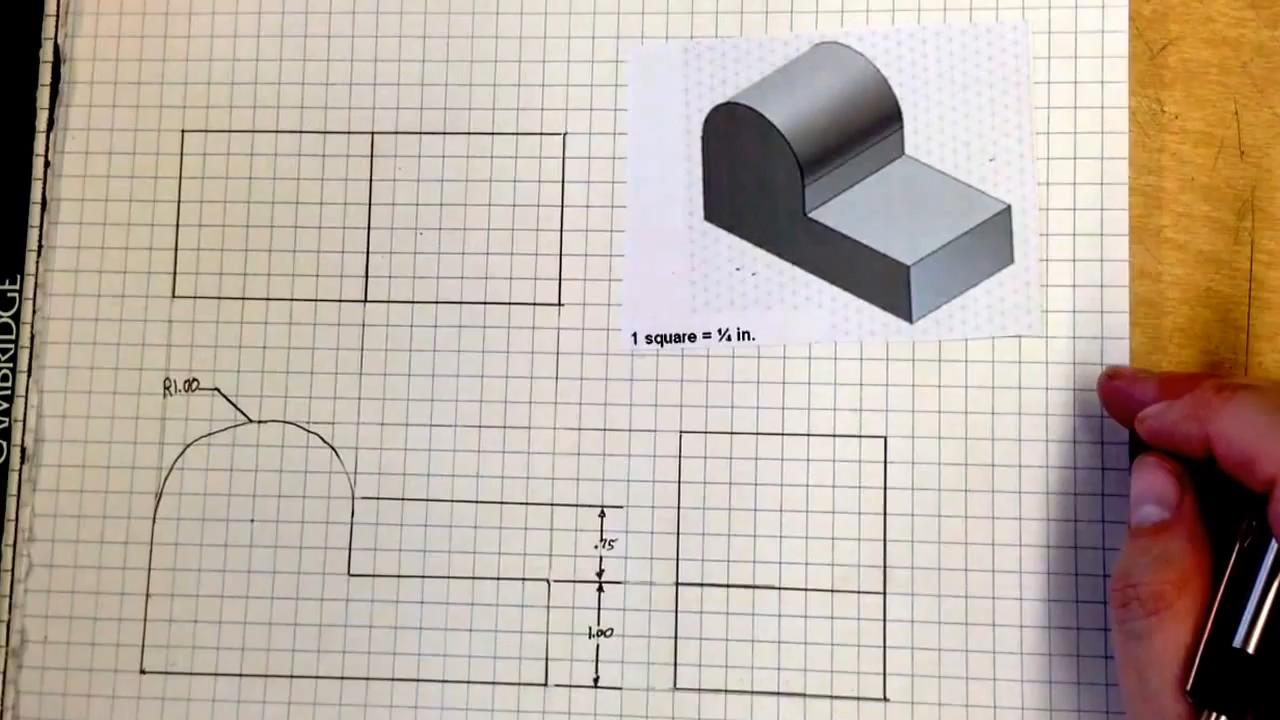 CAMBRIDGE
1 square = ¼ in.
R1.00
.75
1.00